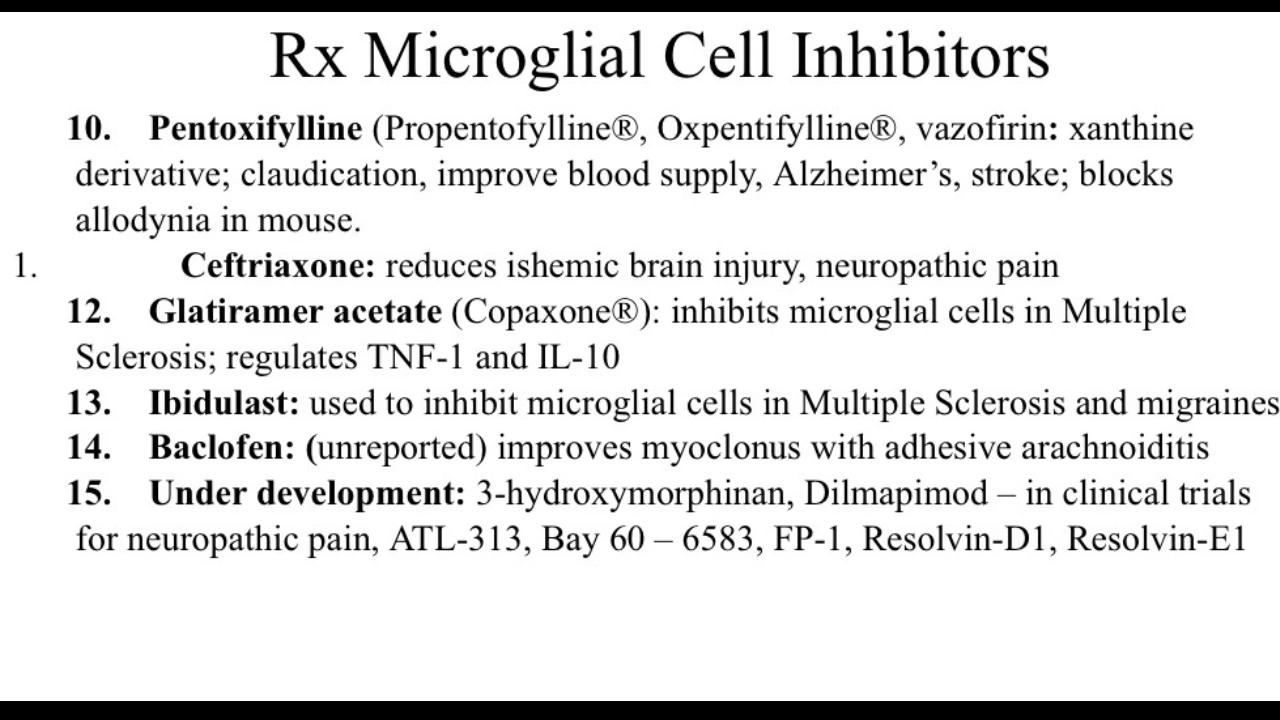 Rx Microglial Cell Inhibitors
10. Pentoxifylline (Propentofylline®, Oxpentifylline®, vazofirin: xanthine
derivative; claudication, improve blood supply, Alzheimer's, stroke; blocks
allodynia in mouse.
1. Ceftriaxone: reduces ishemic brain injury, neuropathic pain
12. Glatiramer acetate (Copaxone®): inhibits microglial cells in Multiple
Sclerosis; regulates TNF-1 and IL-10
13. Ibidulast: used to inhibit microglial cells in Multiple Sclerosis and migraines
14. Baclofen: (unreported) improves myoclonus with adhesive arachnoiditis
15. Under development: 3-hydroxymorphinan, Dilmapimod – in clinical trials
for neuropathic pain, ATL-313, Bay 60 – 6583, FP-1, Resolvin-D1, Resolvin-E1